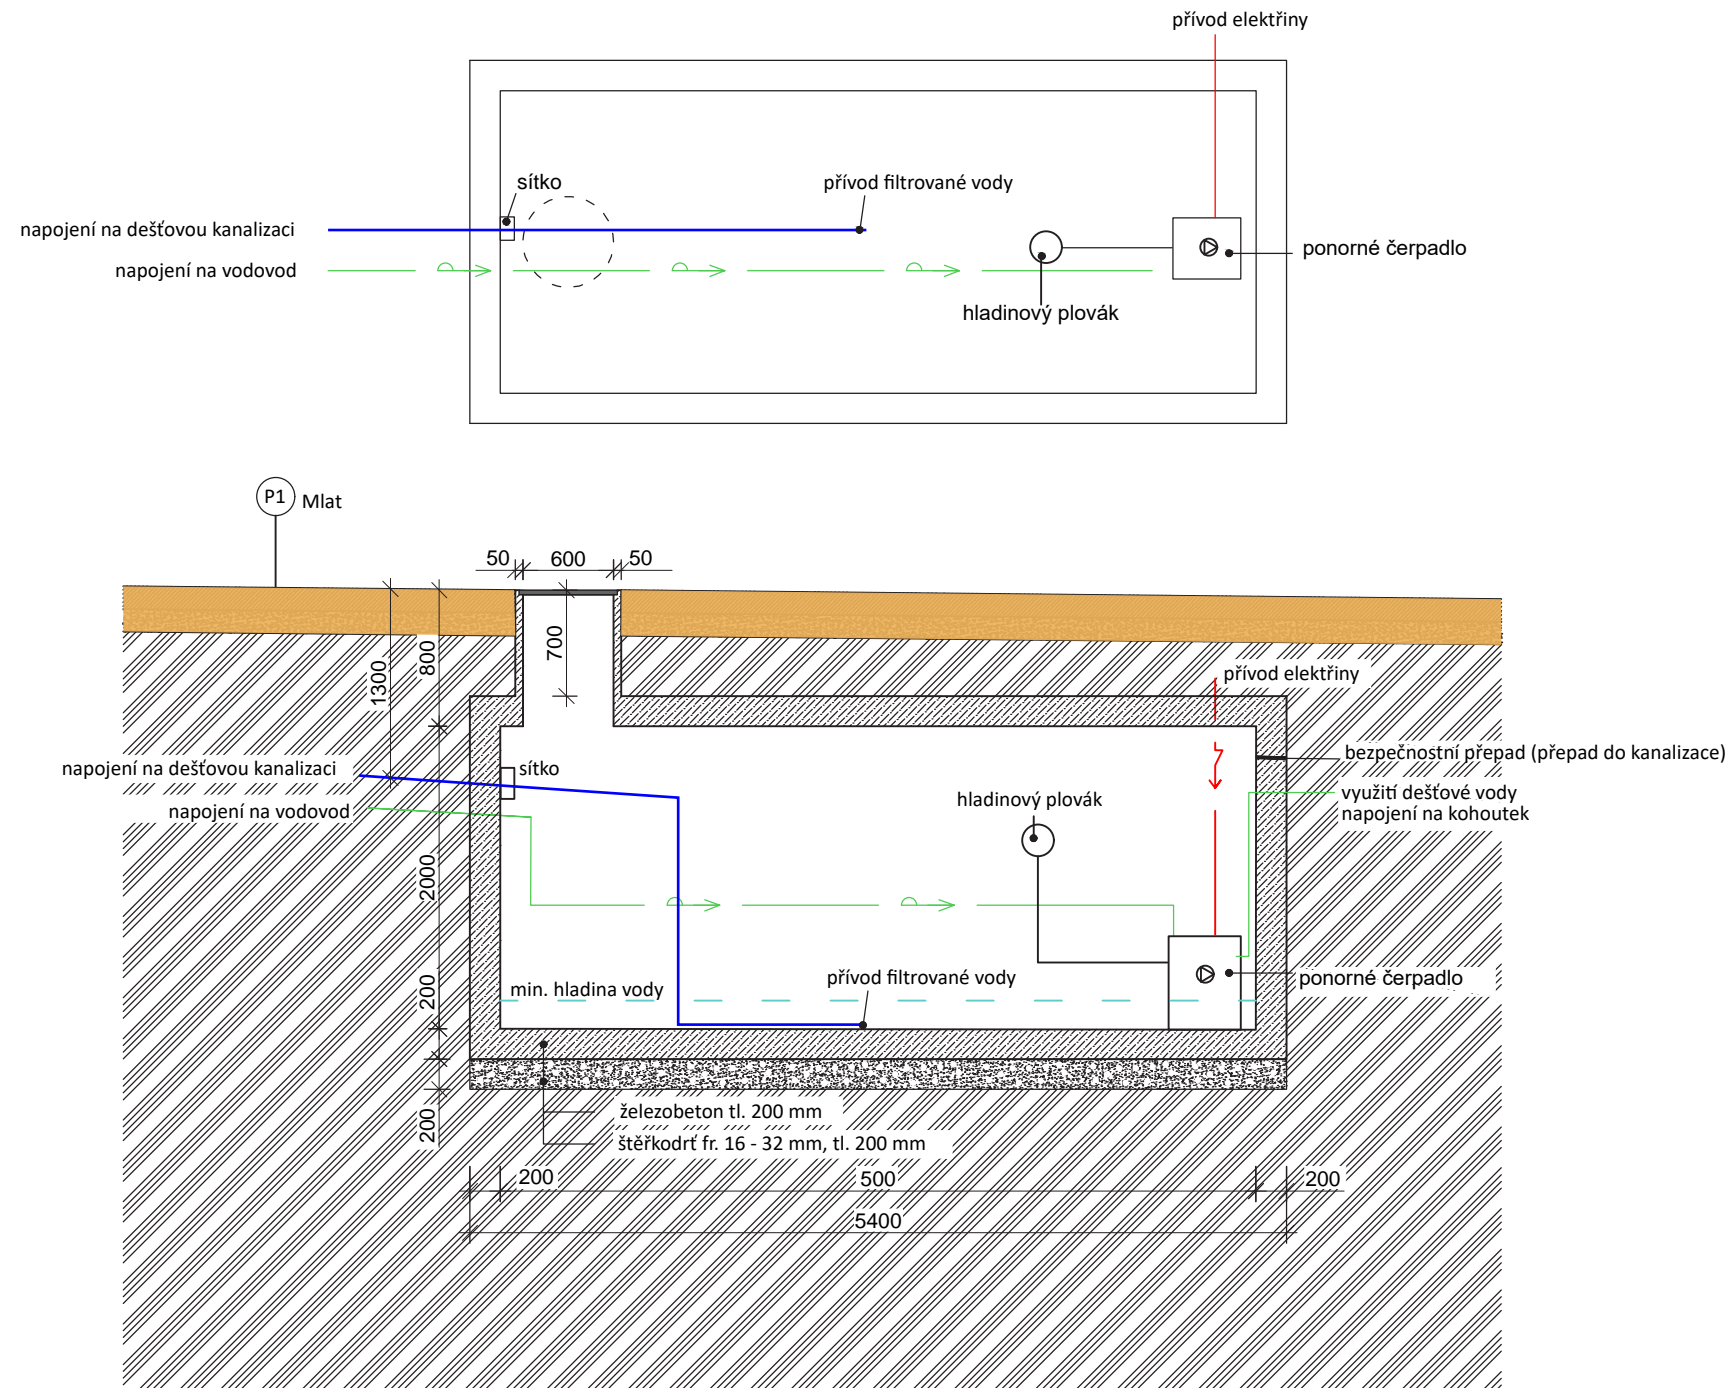 přívod elektřiny
sítko
přívod filtrované vody
napojení na dešťovou kanalizaci
ponorné čerpadlo
napojení na vodovod
hladinový plovák
P1 Mlat
50 600 50
800
700
1300
přívod elektřiny
bezpečnostní přepad (přepad do kanalizace)
napojení na dešťovou kanalizaci
sítko
využití dešťové vody
napojení na kohoutek
hladinový plovák
napojení na vodovod
2000
přívod filtrované vody
ponorné čerpadlo
min. hladina vody
200
železobeton tl. 200 mm
200
štěrkodrť fr. 16 - 32 mm, tl. 200 mm
200 500 200
5400